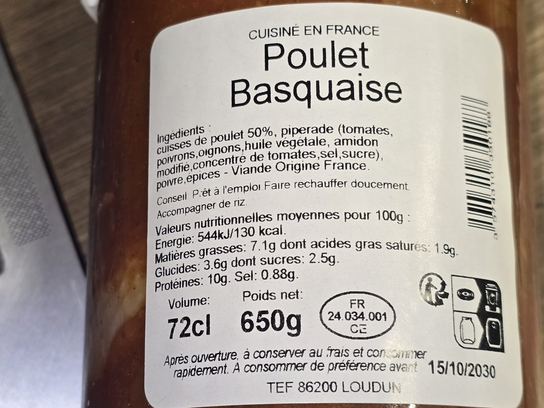 CUISINÉ EN FRANCE
Poulet
Basquaise
Ingédients :
cuisses de poulet 50%, piperade (tomates,
poivrons,oignons,huile végétale, amidon
modifié,concentré de tomates,sel,sucre),
poivre,épices - Viande Origine France.
Conseil Prêt à l'emploi.Faire rechauffer doucement.
Accompagner de riz.
Valeurs nutritionnelles moyennes pour 100g :
Energie: 544kJ/130 kcal.
Matières grasses: 7.1g dont acides gras saturés: 1.9g.
Glucides: 3.6g dont sucres: 2.5g.
Protéines: 10g. Sel: 0.88g.
Volume: Poids net:
72cl 650g
FR
24.034.001
CE
Après ouverture, à conserver au frais et consommer
rapidement. A consommer de préférence avant 15/10/2030
TEF 86200 LOUDUN